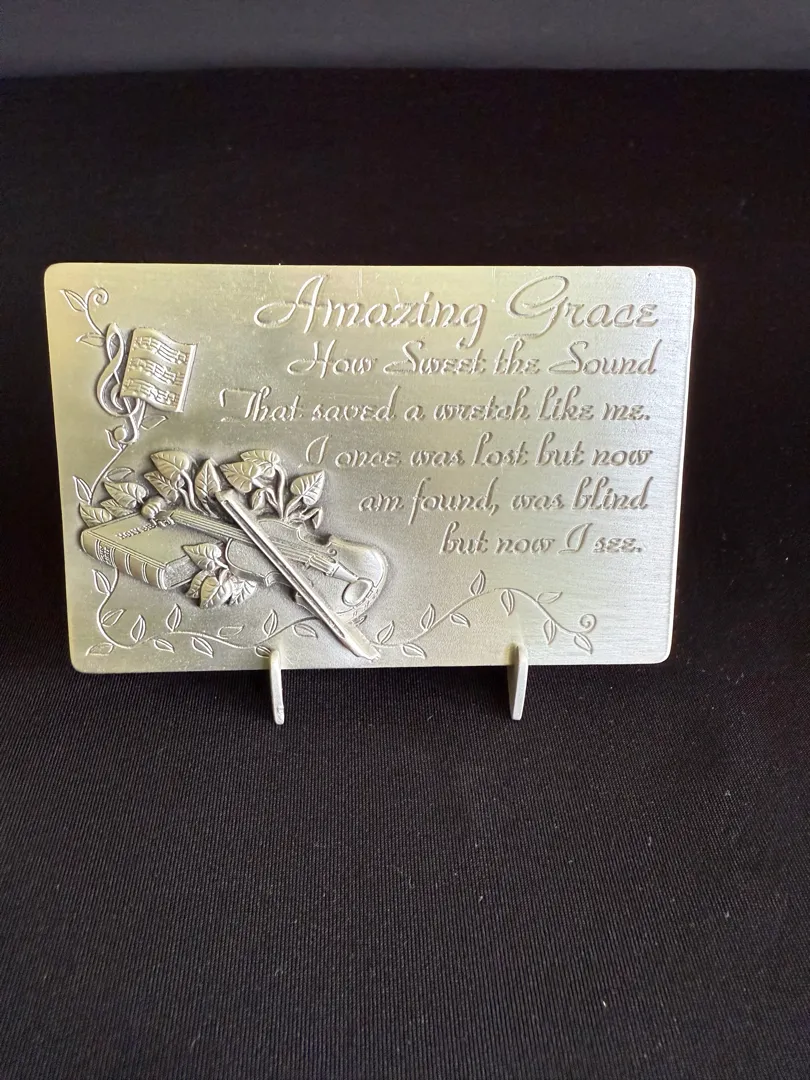 Amazing Grace
How Sweet the Sound
That saved a wretch like me.
I once was lost but now
am found, was blind
but now I see.